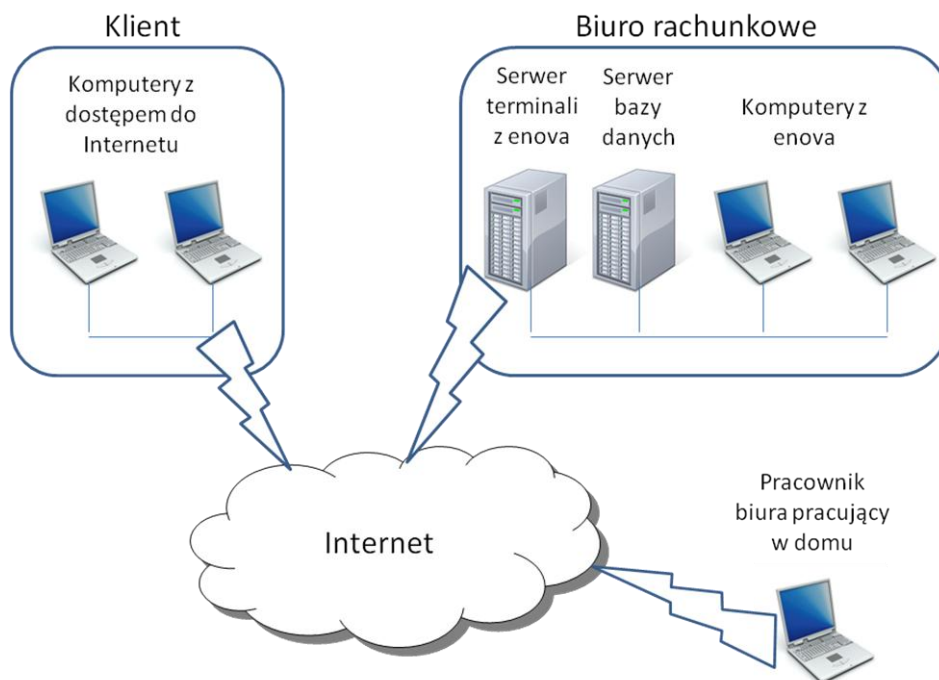 Klient
Komputery z
dostępem do
Internetu
Biuro rachunkowe
Serwer
terminali
z enova
Serwer
bazy
danych
Komputery z
enova
Internet
Pracownik
biura pracujący
w domu